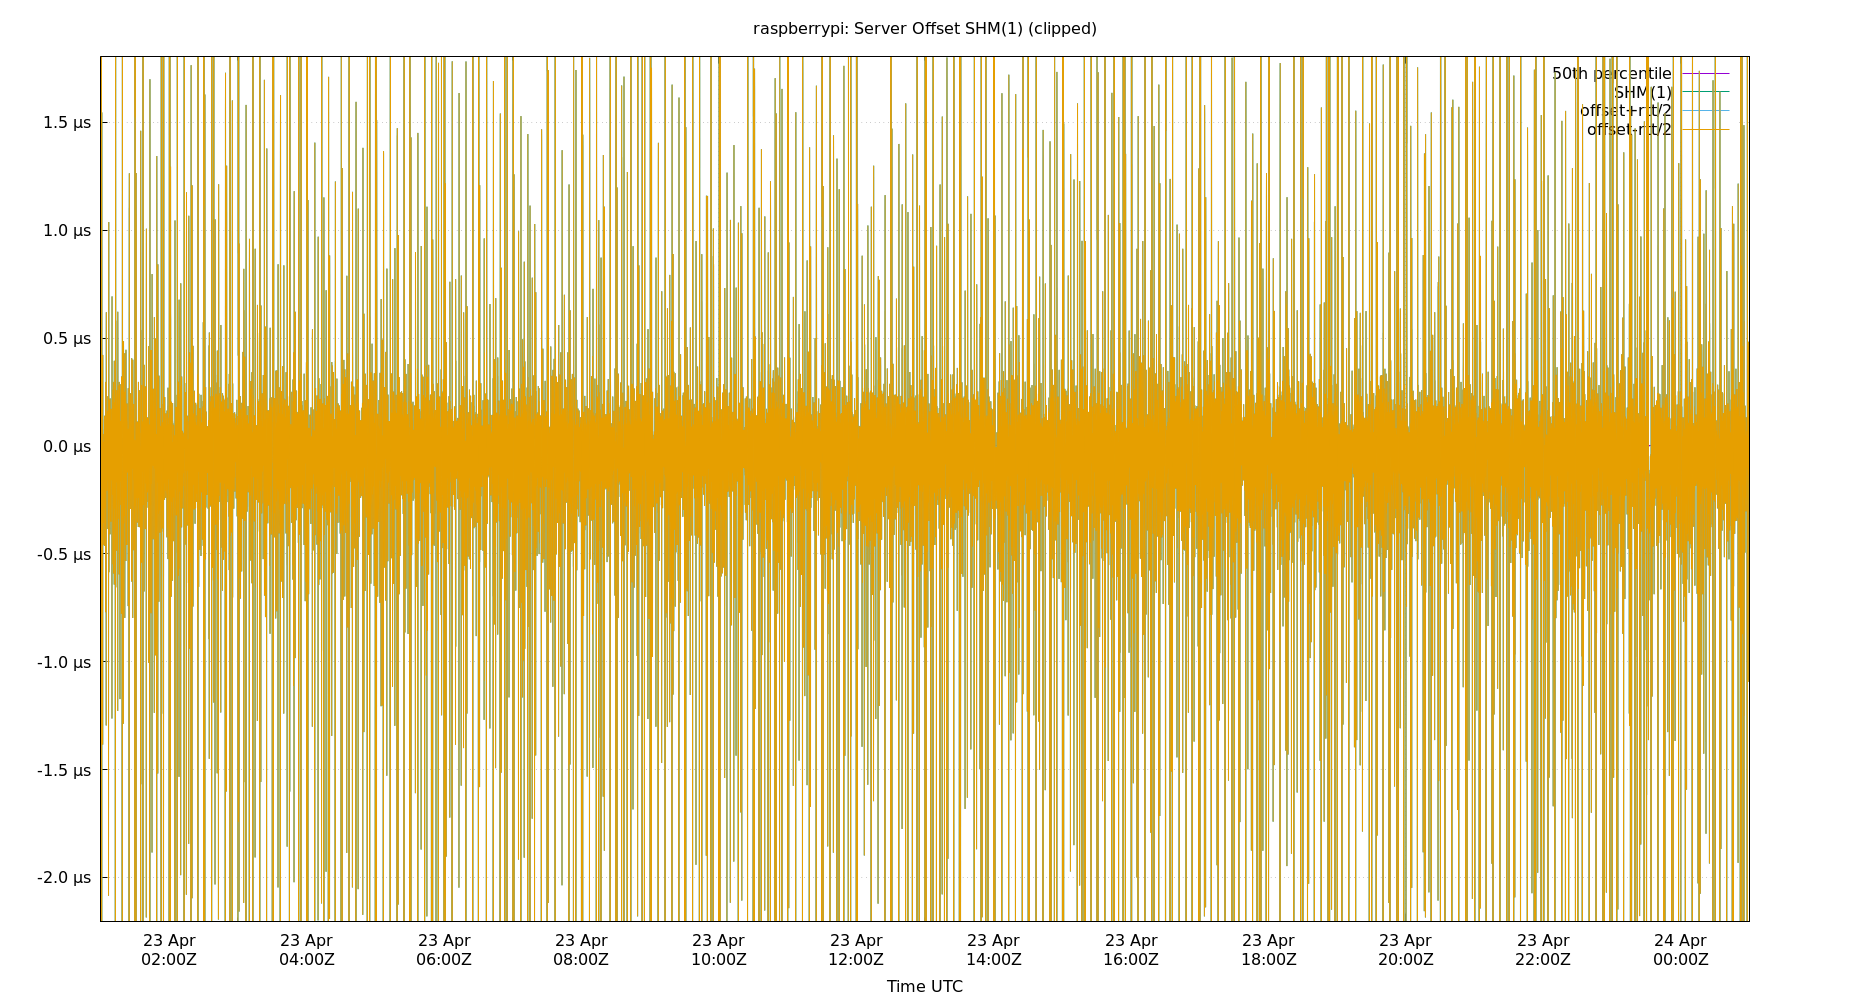 raspberrypi: Server Offset SHM(1) (clipped)
50th percentile
SHM(1)
offset+rtt/2
offset-rtt/2
1.5 µs
1.0 µs
0.5 µs
0.0 µs
-0.5 µs
-1.0 µs
-1.5 µs
-2.0 µs
23 Apr 23 Apr 23 Apr 23 Apr 23 Apr 23 Apr 23 Apr 23 Apr 23 Apr 23 Apr 23 Apr 24 Apr
02:00Z 04:00Z 06:00Z 08:00Z 10:00Z 12:00Z 14:00Z 16:00Z 18:00Z 20:00Z 22:00Z 00:00Z
Time UTC